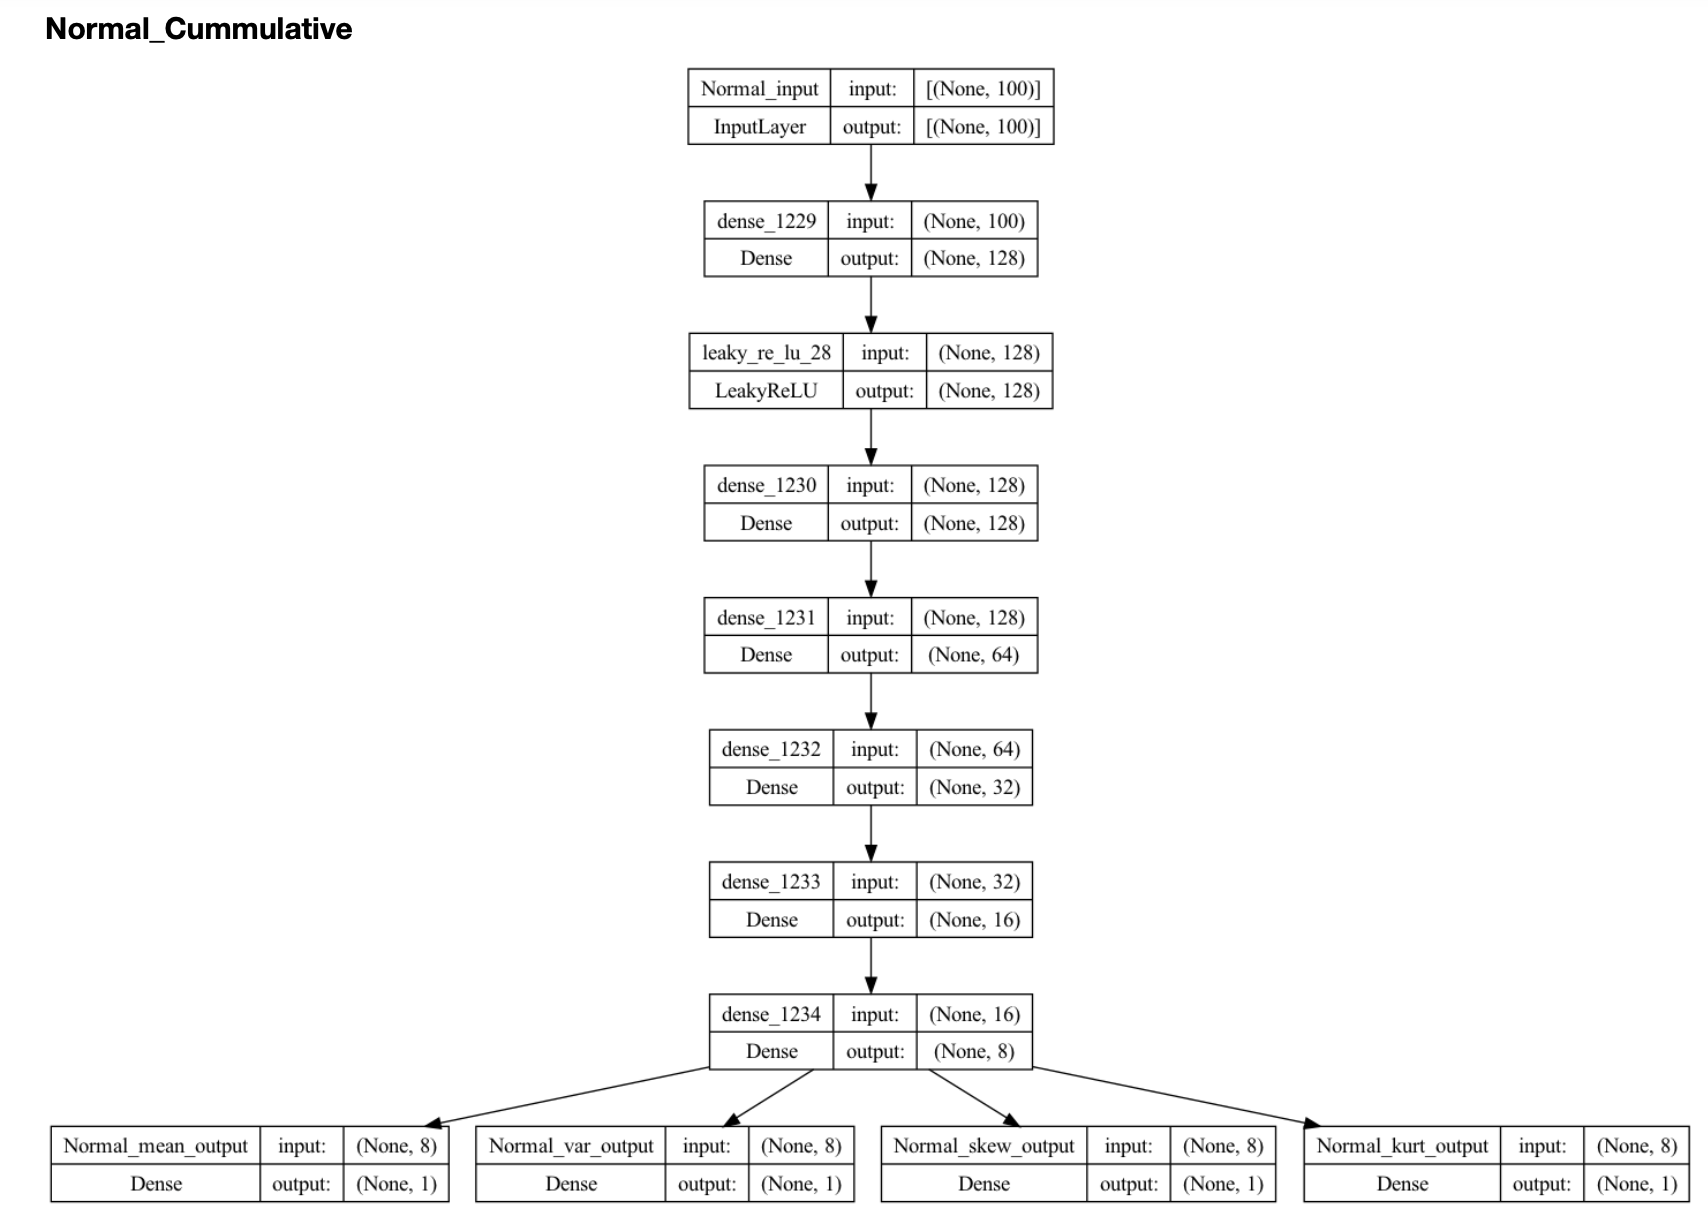 Normal_Cummulative
Normal_input input: [(None, 100)]
InputLayer output: [(None, 100)]
dense_1229 input: (None, 100)
Dense output: (None, 128)
leaky_re_lu_28 input: (None, 128)
LeakyReLU output: (None, 128)
dense_1230 input: (None, 128)
Dense output: (None, 128)
dense_1231 input: (None, 128)
Dense output: (None, 64)
dense_1232 input: (None, 64)
Dense output: (None, 32)
dense_1233 input: (None, 32)
Dense output: (None, 16)
dense_1234 input: (None, 16)
Dense output: (None, 8)
Normal_mean_output input: (None, 8)
Dense output: (None, 1)
Normal_var_output input: (None, 8)
Dense output: (None, 1)
Normal_skew_output input: (None, 8)
Dense output: (None, 1)
Normal_kurt_output input: (None, 8)
Dense output: (None, 1)